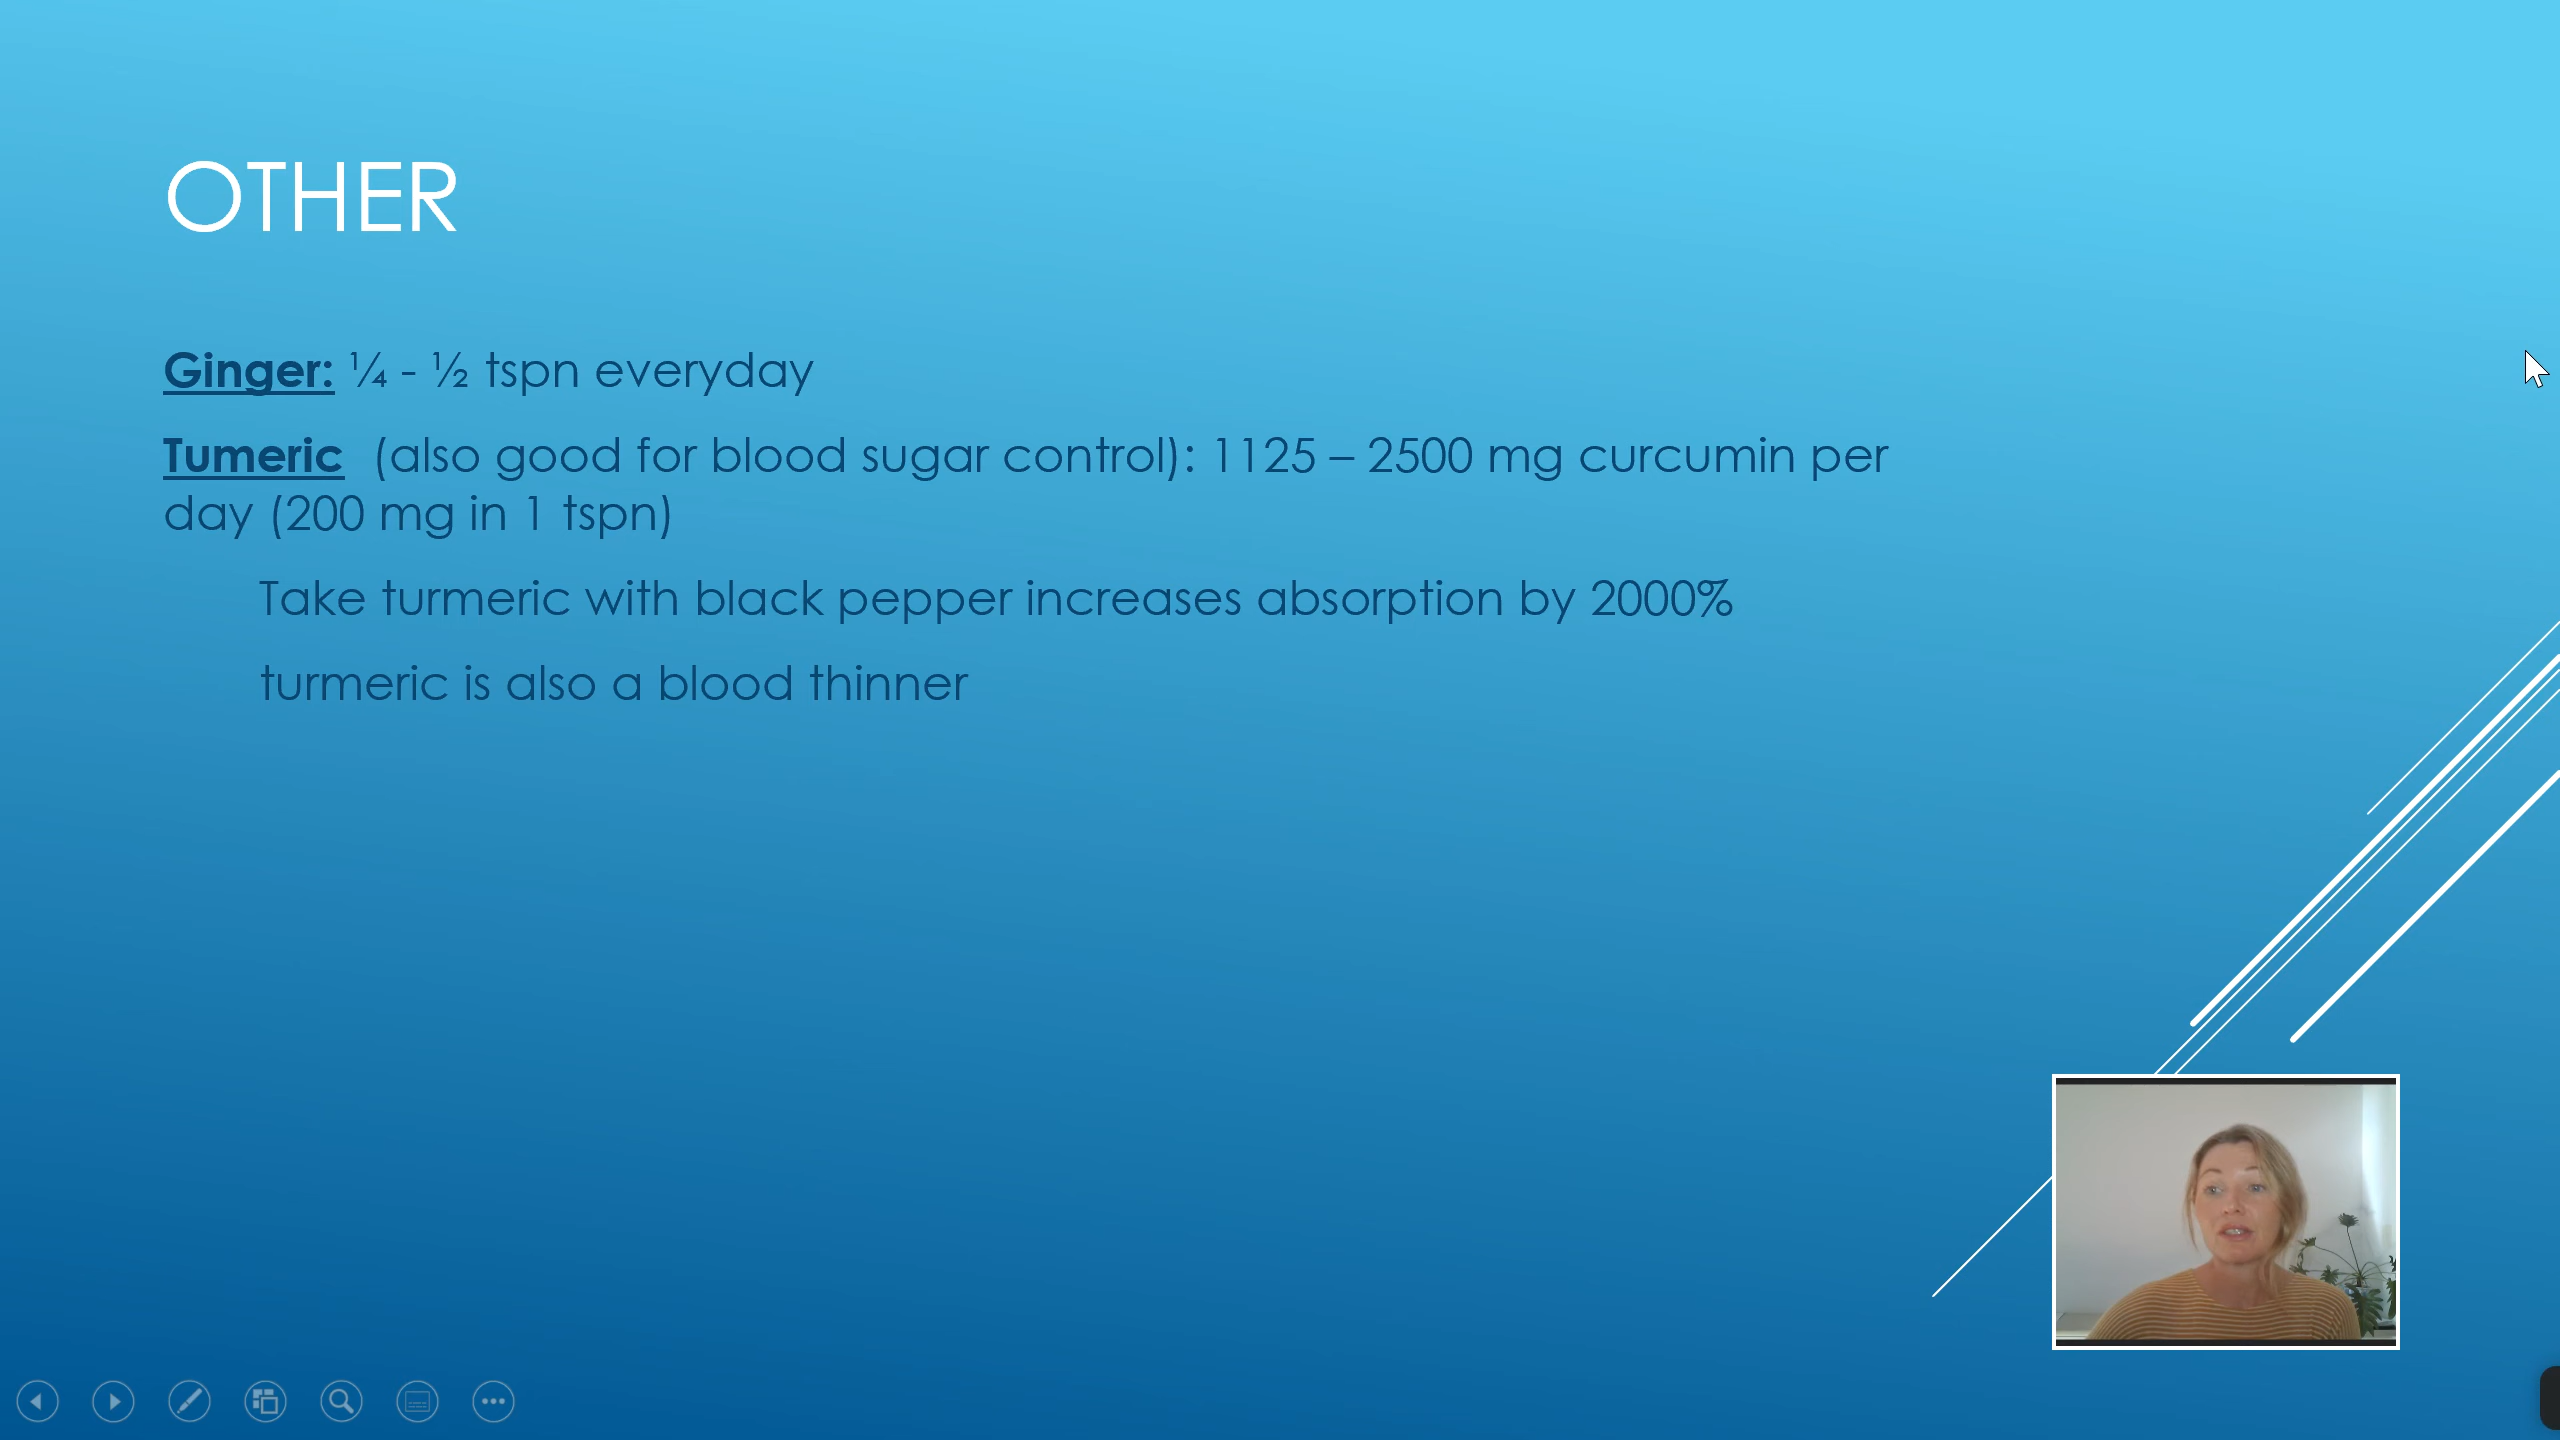 OTHER
Ginger: ¼ - ½ tspn everyday
Tumeric (also good for blood sugar control): 1125 – 2500 mg curcumin per
day (200 mg in 1 tspn)
Take turmeric with black pepper increases absorption by 2000%
turmeric is also a blood thinner